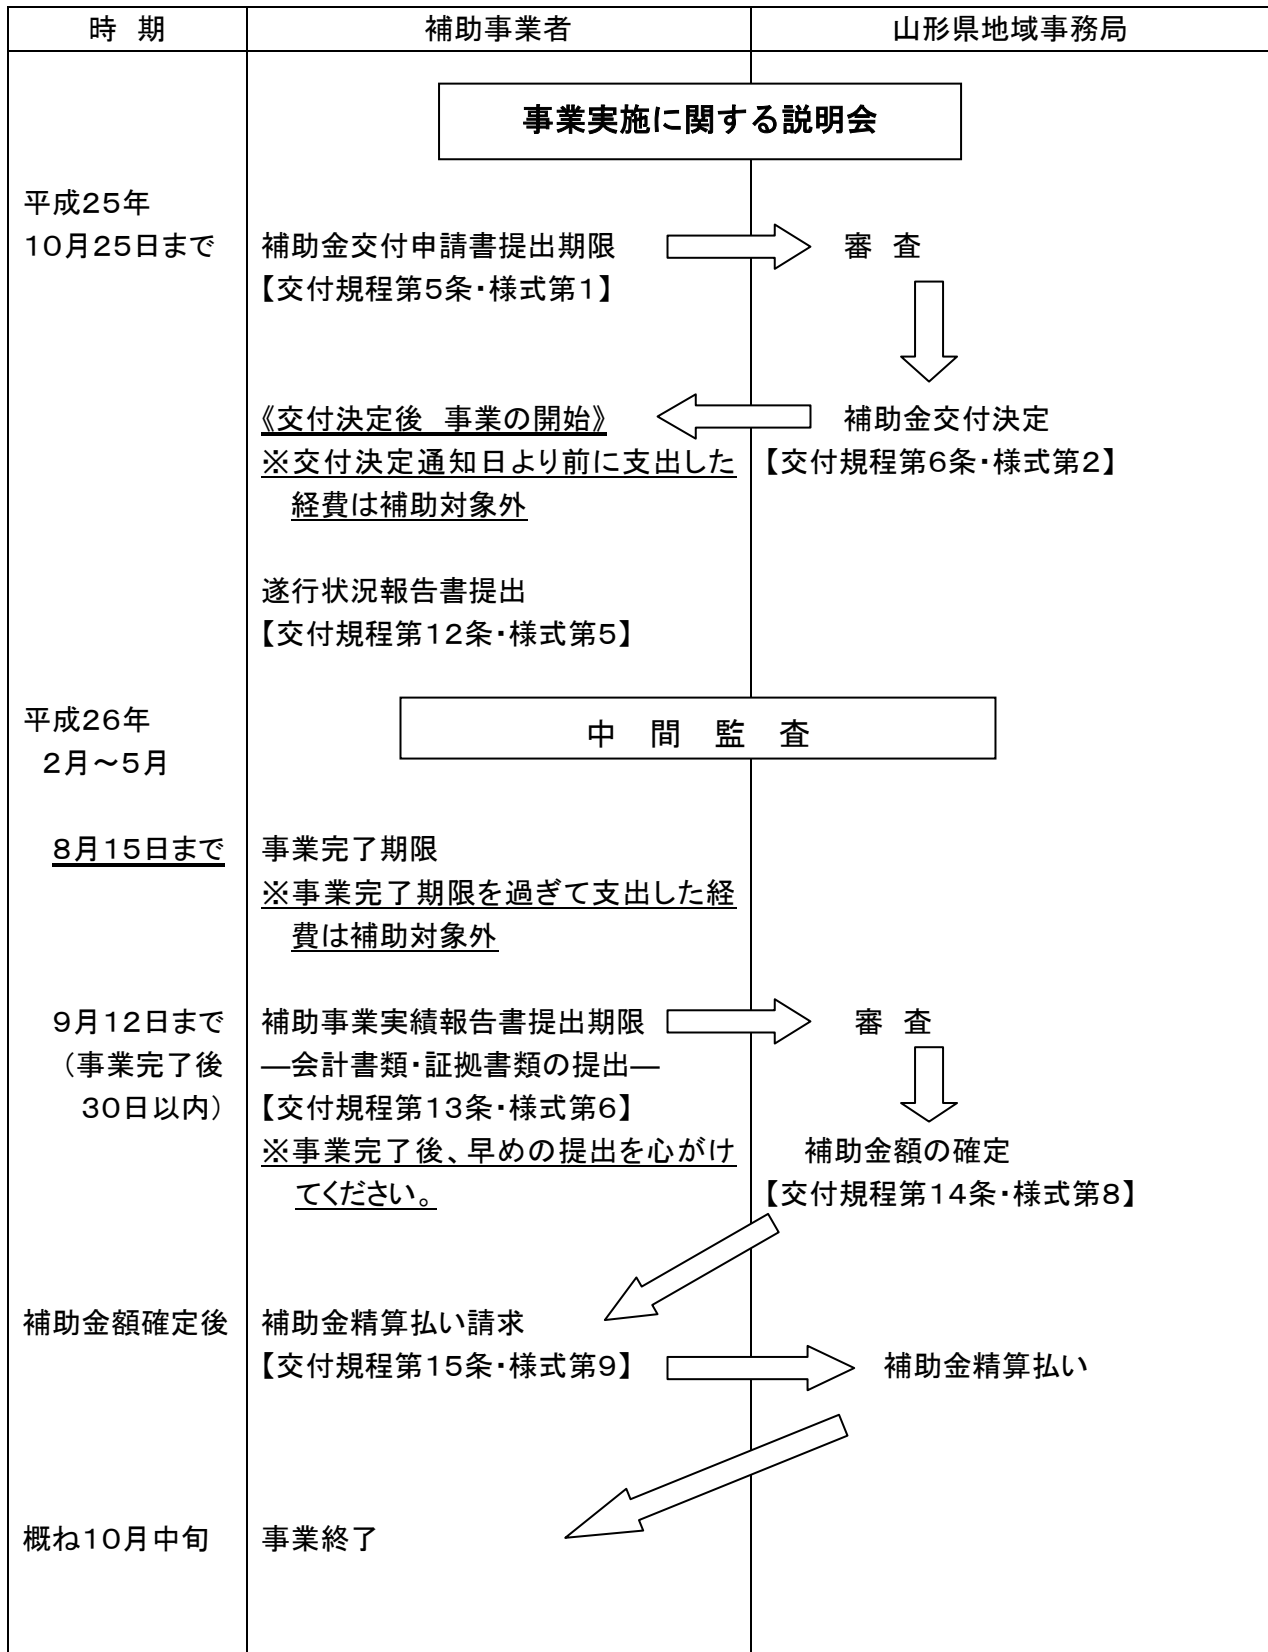 時 期 補助事業者 山形県地域事務局
事業実施に関する説明会
平成25年
10月25日まで 補助金交付申請書提出期限 審 査
【交付規程第5条・様式第1】
《交付決定後 事業の開始》 補助金交付決定
※交付決定通知日より前に支出した 【交付規程第6条・様式第2】
経費は補助対象外
遂行状況報告書提出
【交付規程第12条・様式第5】
平成26年
2月～5月
中 間 監 査
8月15日まで 事業完了期限
※事業完了期限を過ぎて支出した経
費は補助対象外
9月12日まで 補助事業実績報告書提出期限 審 査
（事業完了後 ―会計書類・証拠書類の提出―
30日以内） 【交付規程第13条・様式第6】
※事業完了後、早めの提出を心がけ 補助金額の確定
てください。 【交付規程第14条・様式第8】
補助金額確定後 補助金精算払い請求
【交付規程第15条・様式第9】 補助金精算払い
概ね10月中旬 事業終了